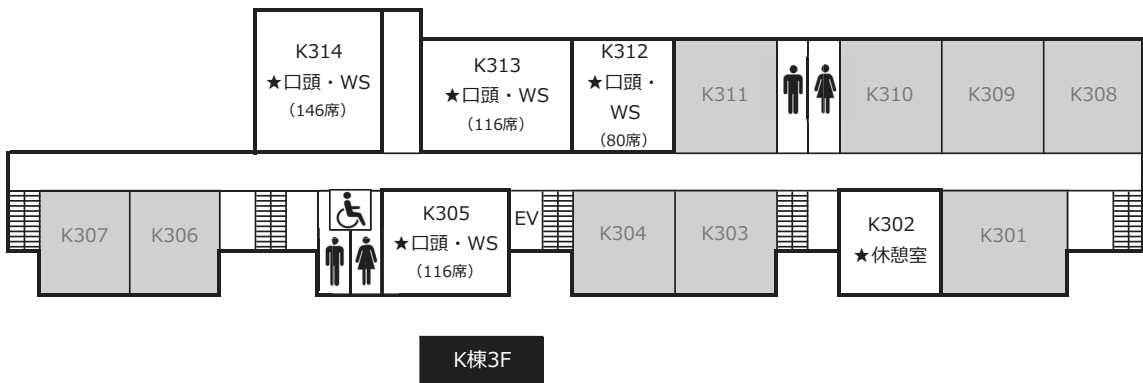 K314
★口頭・WS
（146席）
K313
★口頭・WS
（116席）
K312
★口頭・
WS
（80席）
K311
K310
K309
K308
K307
K306
K305
★口頭・WS
（116席）
EV
K304
K303
K302
★休憩室
K301
K棟3F